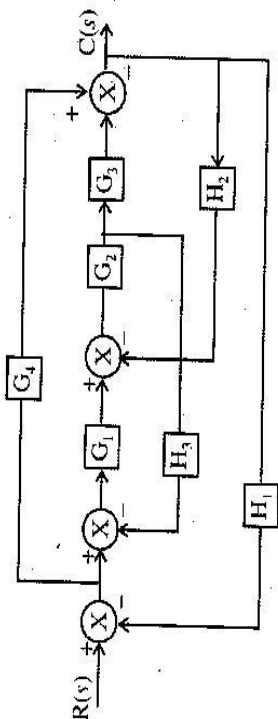 R(s)
+
X
−
+
X
−
G₁
+
X
−
G₂
G₃
+
X
−
C(s)
G₄
H₃
H₂
H₁